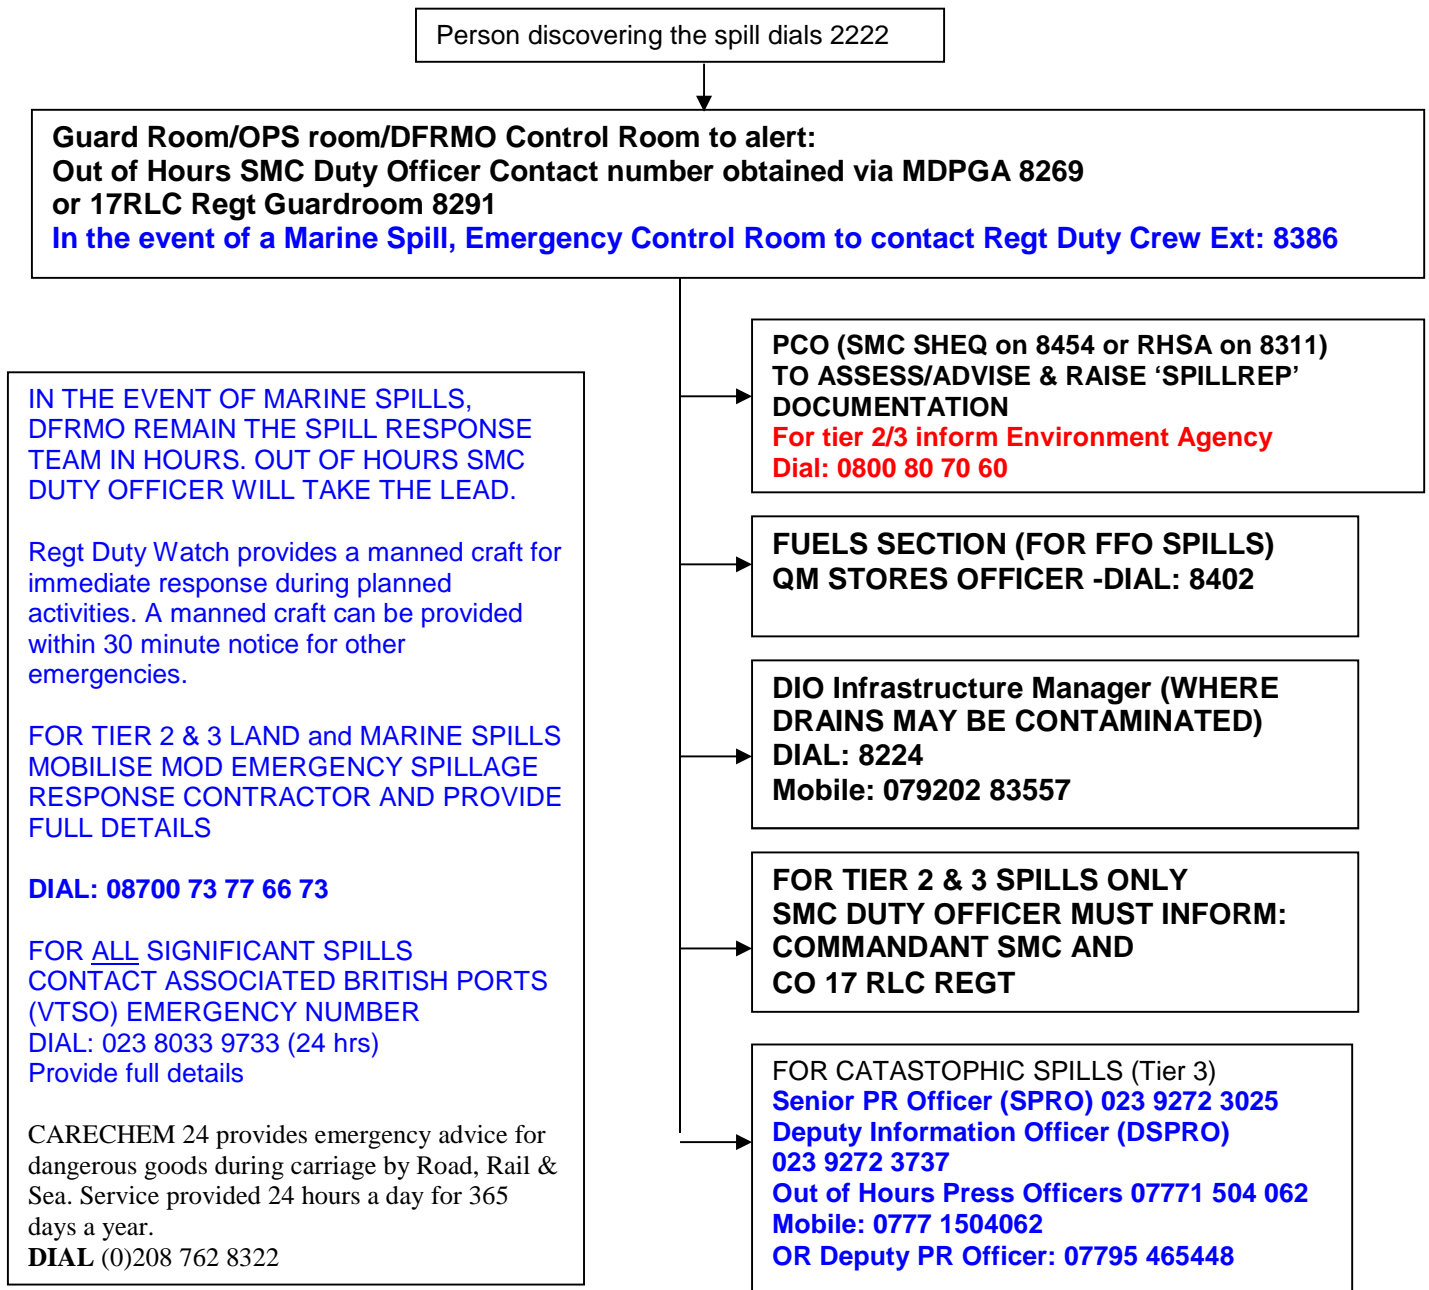 Person discovering the spill dials 2222
Guard Room/OPS room/DFRMO Control Room to alert:
Out of Hours SMC Duty Officer Contact number obtained via MDPGA 8269
or 17RLC Regt Guardroom 8291
In the event of a Marine Spill, Emergency Control Room to contact Regt Duty Crew Ext: 8386
IN THE EVENT OF MARINE SPILLS,
DFRMO REMAIN THE SPILL RESPONSE
TEAM IN HOURS. OUT OF HOURS SMC
DUTY OFFICER WILL TAKE THE LEAD.
Regt Duty Watch provides a manned craft for
immediate response during planned
activities. A manned craft can be provided
within 30 minute notice for other
emergencies.
FOR TIER 2 & 3 LAND and MARINE SPILLS
MOBILISE MOD EMERGENCY SPILLAGE
RESPONSE CONTRACTOR AND PROVIDE
FULL DETAILS
DIAL: 08700 73 77 66 73
FOR ALL SIGNIFICANT SPILLS
CONTACT ASSOCIATED BRITISH PORTS
(VTSO) EMERGENCY NUMBER
DIAL: 023 8033 9733 (24 hrs)
Provide full details
CARECHEM 24 provides emergency advice for
dangerous goods during carriage by Road, Rail &
Sea. Service provided 24 hours a day for 365
days a year.
DIAL (0)208 762 8322
PCO (SMC SHEQ on 8454 or RHSA on 8311)
TO ASSESS/ADVISE & RAISE ‘SPILLREP’
DOCUMENTATION
For tier 2/3 inform Environment Agency
Dial: 0800 80 70 60
FUELS SECTION (FOR FFO SPILLS)
QM STORES OFFICER -DIAL: 8402
DIO Infrastructure Manager (WHERE
DRAINS MAY BE CONTAMINATED)
DIAL: 8224
Mobile: 079202 83557
FOR TIER 2 & 3 SPILLS ONLY
SMC DUTY OFFICER MUST INFORM:
COMMANDANT SMC AND
CO 17 RLC REGT
FOR CATASTOPHIC SPILLS (Tier 3)
Senior PR Officer (SPRO) 023 9272 3025
Deputy Information Officer (DSPRO)
023 9272 3737
Out of Hours Press Officers 07771 504 062
Mobile: 0777 1504062
OR Deputy PR Officer: 07795 465448